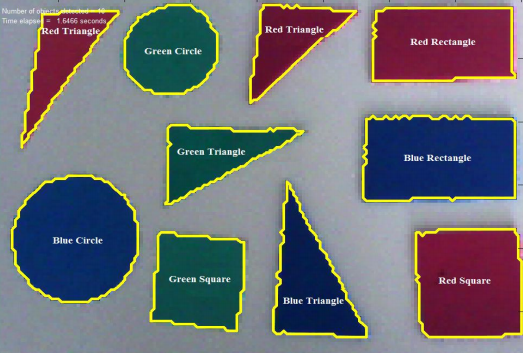 Number of objects detected = 10
Time elapsed = 1.6466 seconds
Red Triangle
Green Circle
Red Triangle
Red Rectangle
Green Triangle
Blue Rectangle
Blue Circle
Green Square
Blue Triangle
Red Square